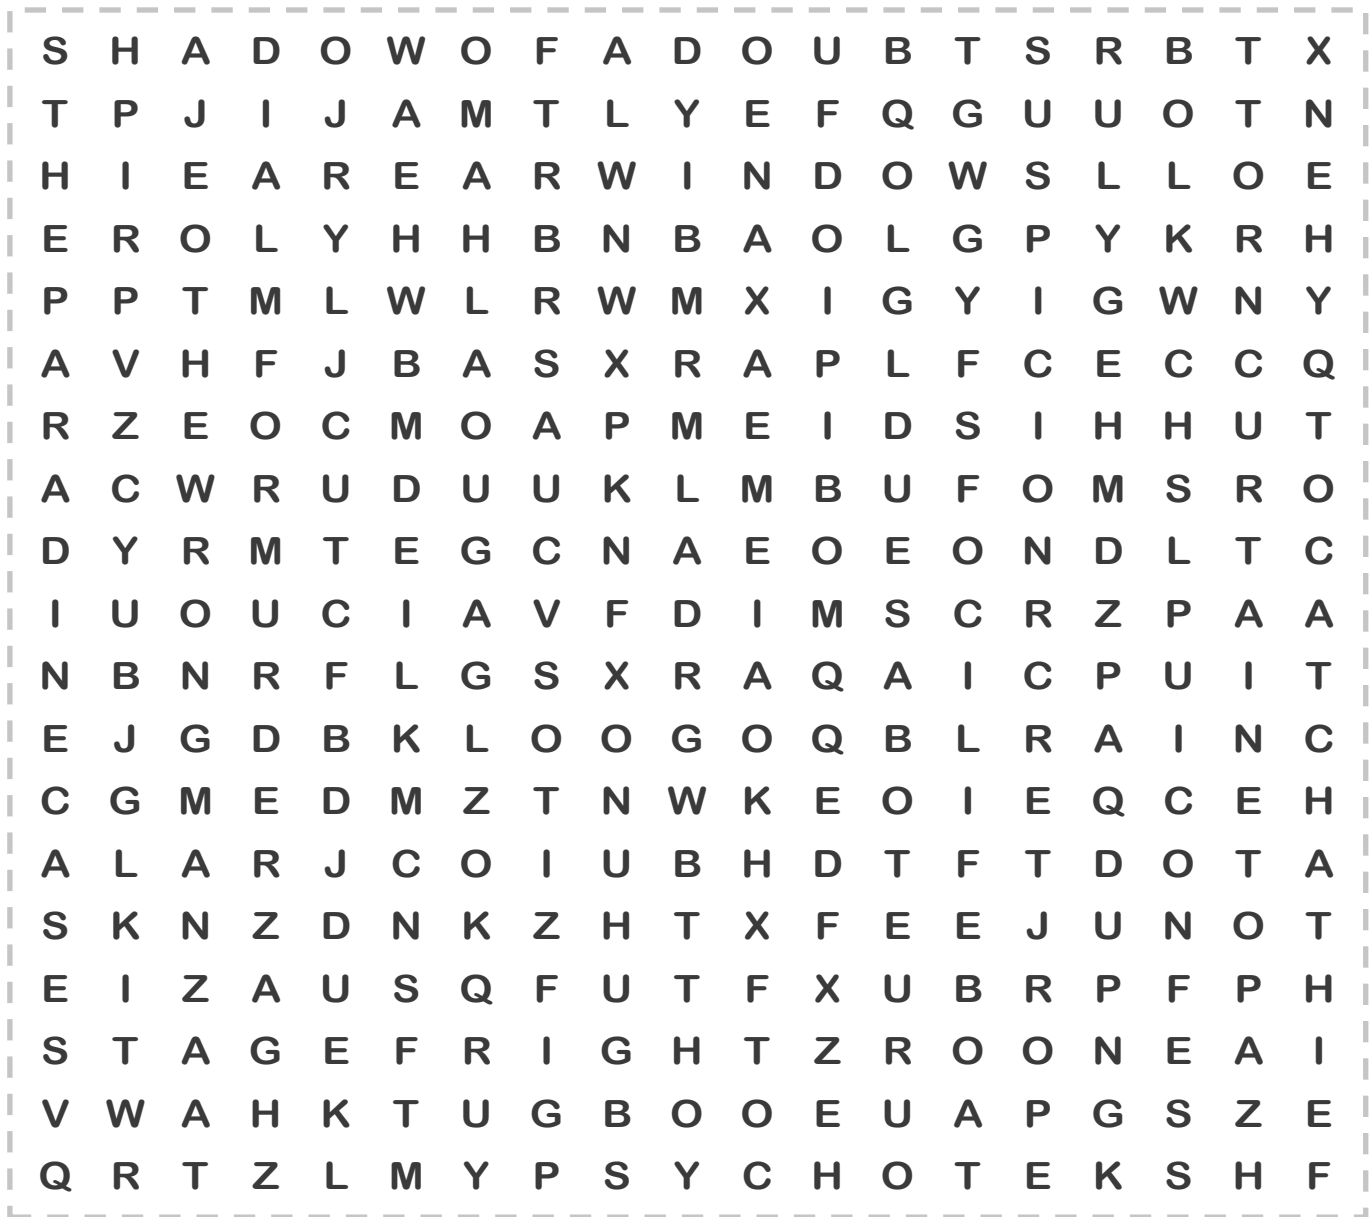 S H A D O W O F A D O U B T S R B T X
T P J I J A M T L Y E F Q G U U O T N
H I E A R E A R W I N D O W S L L O E
E R O L Y H H B N B A O L G P Y K R H
P P T M L W L R W M X I G Y I G W N Y
A V H F J B A S X R A P L F C E C C Q
R Z E O C M O A P M E I D S I H H U T
A C W R U D U U K L M B U F O M S R O
D Y R M T E G C N A E O E O N D L T C
I U O U C I A V F D I M S C R Z P A A
N B N R F L G S X R A Q A I C P U I T
E J G D B K L O O G O Q B L R A I N C
C G M E D M Z T N W K E O I E Q C E H
A L A R J C O I U B H D T F T D O T A
S K N Z D N K Z H T X F E E J U N O T
E I Z A U S Q F U T F X U B R P F P H
S T A G E F R I G H T Z R O O N E A I
V W A H K T U G B O O E U A P G S Z E
Q R T Z L M Y P S Y C H O T E K S H F